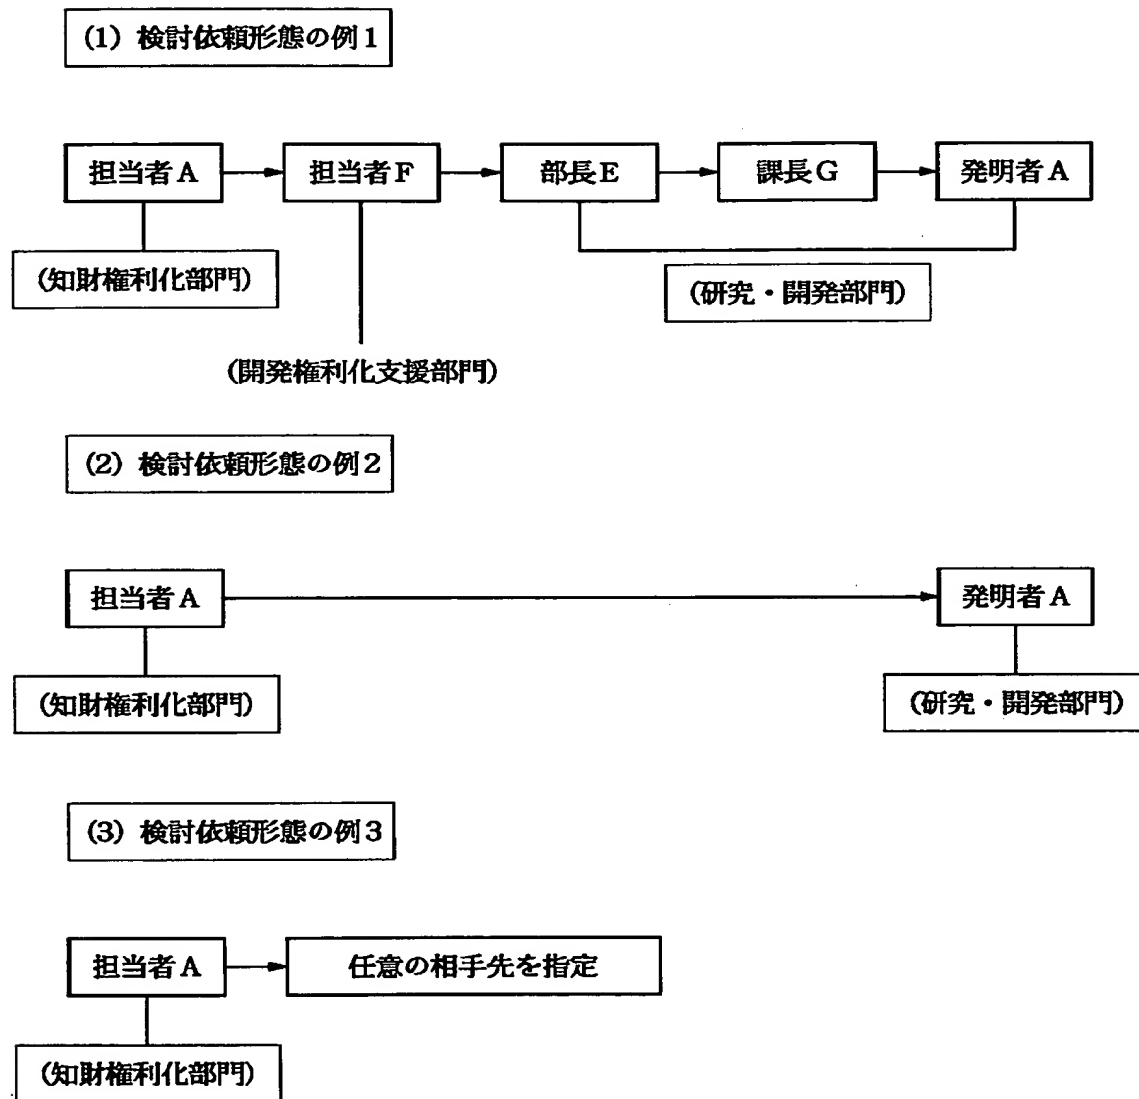 (1) 検討依頼形態の例1
担当者A 担当者F 部長E 課長G 発明者A
(知財権利化部門)
(研究・開発部門)
(開発権利化支援部門)
(2) 検討依頼形態の例2
担当者A 発明者A
(知財権利化部門) (研究・開発部門)
(3) 検討依頼形態の例3
担当者A 任意の相手先を指定
(知財権利化部門)